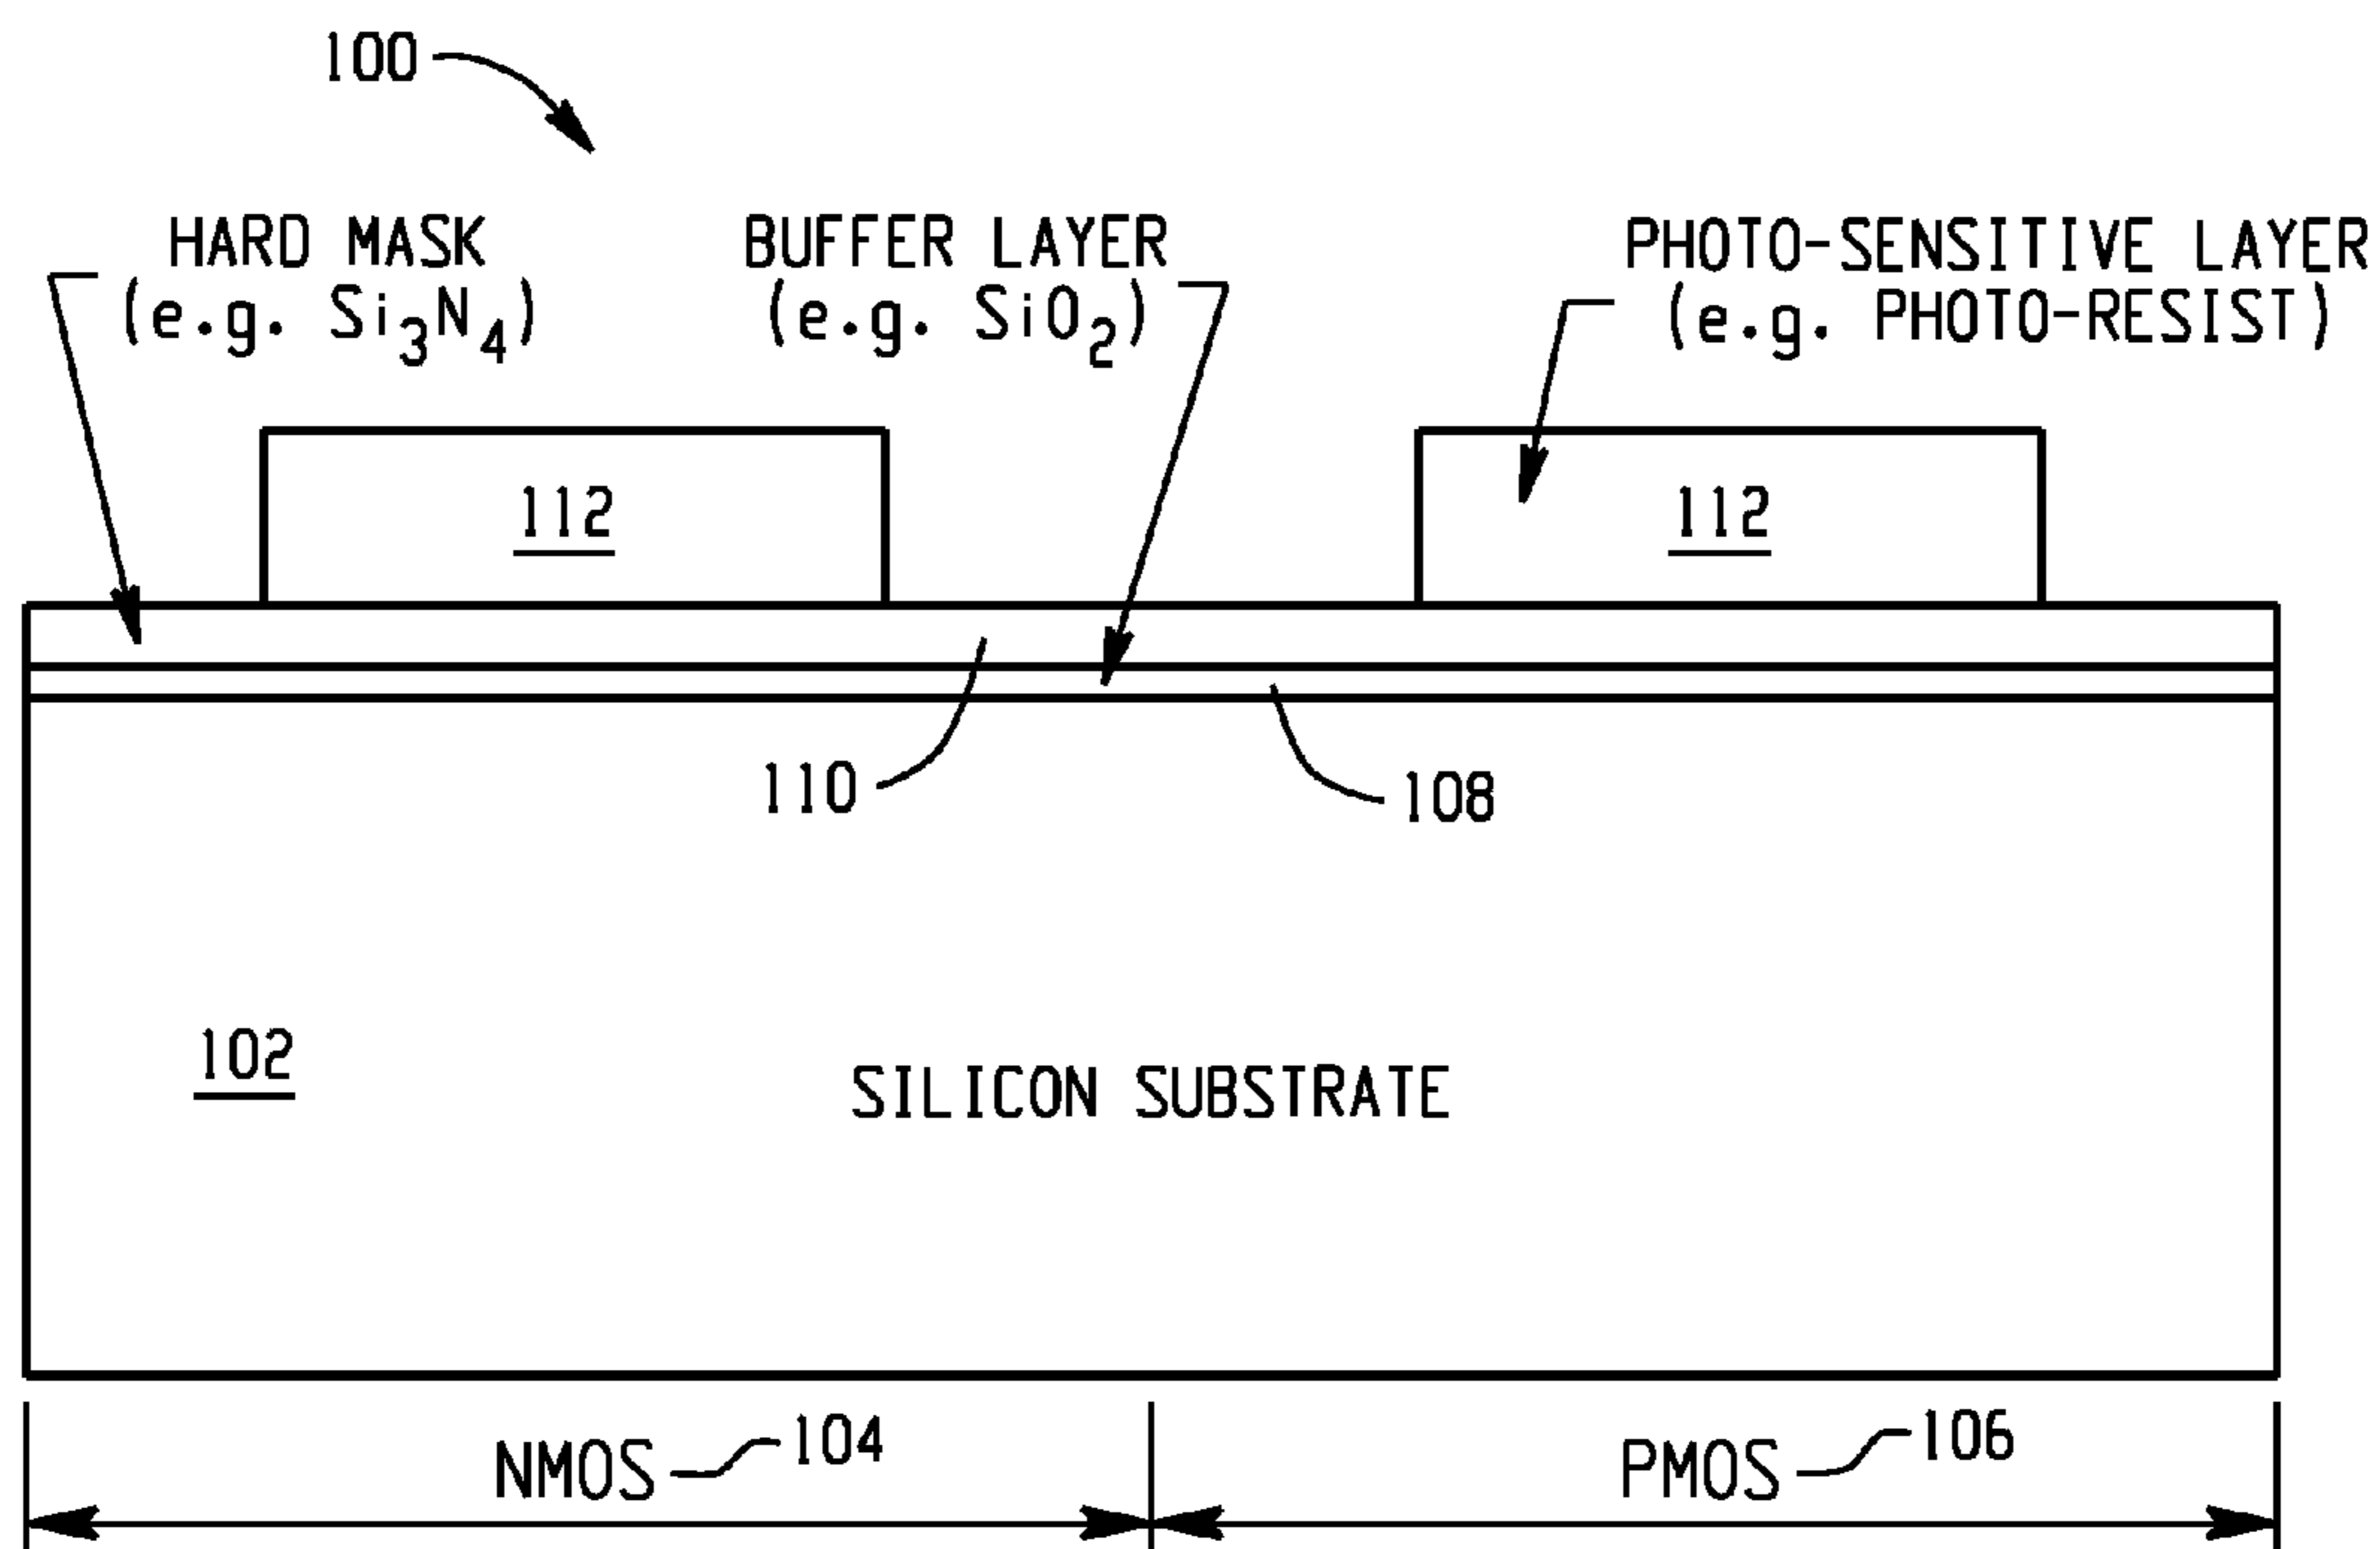 100
HARD MASK
(e.g. Si₃N₄)
BUFFER LAYER
(e.g. SiO₂)
PHOTO-SENSITIVE LAYER
(e.g. PHOTO-RESIST)
112
112
110
108
102
SILICON SUBSTRATE
NMOS 104
PMOS 106